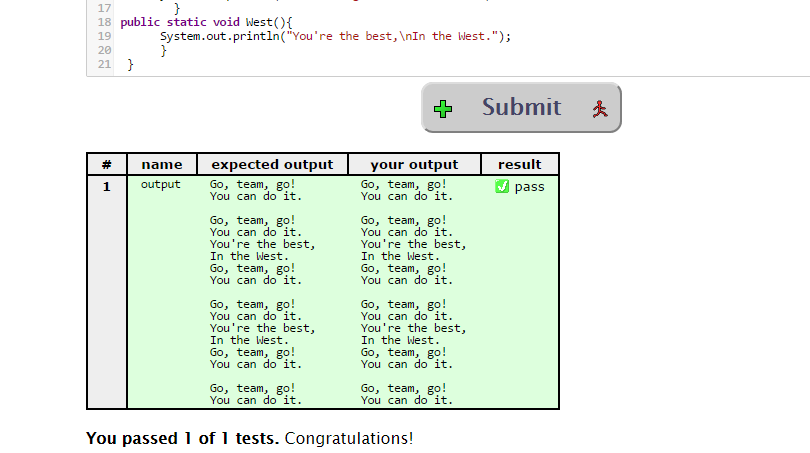 17 }
18 public static void West(){
19 System.out.println("You're the best,\nIn the West.");
20 }
21 }
Submit
# name expected output your output result
1 output Go, team, go! Go, team, go! pass
You can do it. You can do it.
Go, team, go! Go, team, go!
You can do it. You can do it.
You're the best, You're the best,
In the West. In the West.
Go, team, go! Go, team, go!
You can do it. You can do it.
Go, team, go! Go, team, go!
You can do it. You can do it.
You're the best, You're the best,
In the West. In the West.
Go, team, go! Go, team, go!
You can do it. You can do it.
Go, team, go! Go, team, go!
You can do it. You can do it.
You passed 1 of 1 tests. Congratulations!